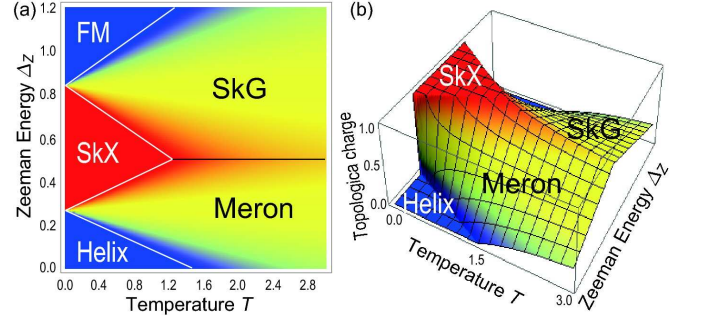 (a)
1.2
1.0
0.8
0.6
0.4
0.2
0.0
Zeeman Energy Δz
FM
SkX
Helix
SkG
Meron
0.0 0.4 0.8 1.2 1.6 2.0 2.4 2.8
Temperature T
(b)
SkX
SkG
Meron
Helix
1.0
0.5
0.0
Topologica charge
0.0
1.5
3.0
Temperature T
Zeeman Energy Δz